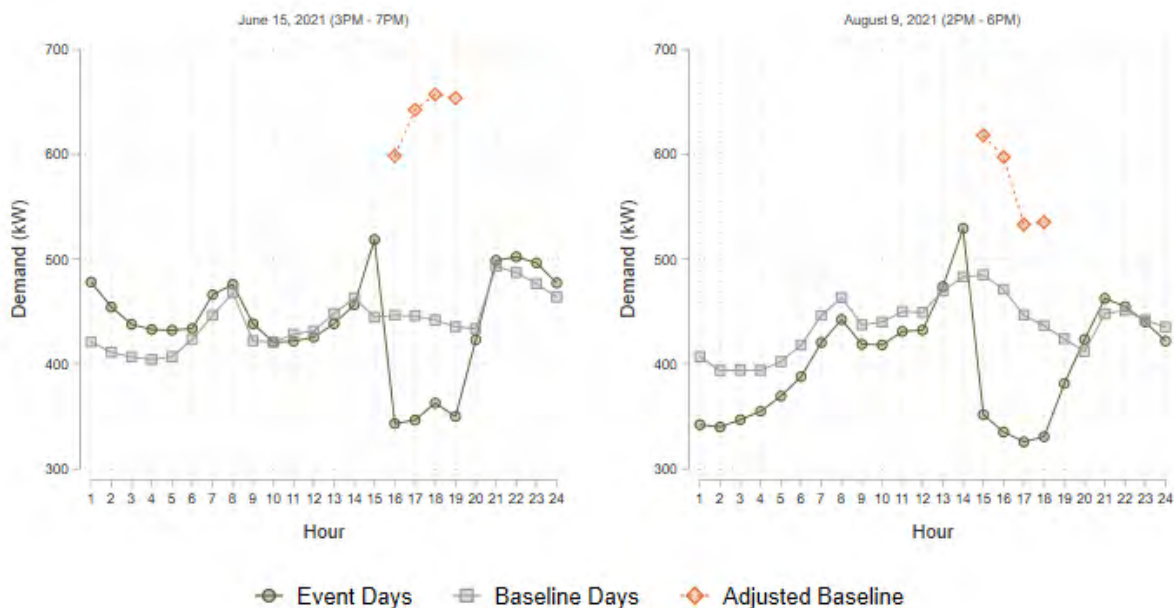 June 15, 2021 (3PM - 7PM)
700
600
500
400
300
Demand (kW)
1 2 3 4 5 6 7 8 9 10 11 12 13 14 15 16 17 18 19 20 21 22 23 24
Hour
August 9, 2021 (2PM - 6PM)
700
600
500
400
300
Demand (kW)
1 2 3 4 5 6 7 8 9 10 11 12 13 14 15 16 17 18 19 20 21 22 23 24
Hour
Event Days Baseline Days Adjusted Baseline